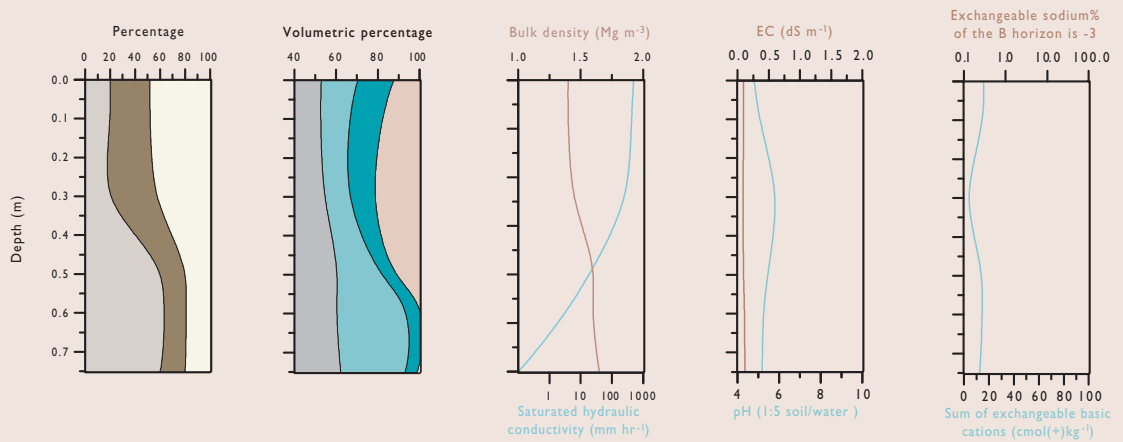 Percentage
0 20 40 60 80 100
Depth (m)
0.0
0.1
0.2
0.3
0.4
0.5
0.6
0.7
Volumetric percentage
40 60 80 100
Bulk density (Mg m⁻³)
1.0 1.5 2.0
1 10 100 1000
Saturated hydraulic
conductivity (mm hr⁻¹)
EC (dS m⁻¹)
0.0 0.5 1.0 1.5 2.0
4 6 8 10
pH (1:5 soil/water )
Exchangeable sodium%
of the B horizon is -3
0.1 1.0 10.0 100.0
0 20 40 60 80 100
Sum of exchangeable basic
cations (cmol(+)kg⁻¹)